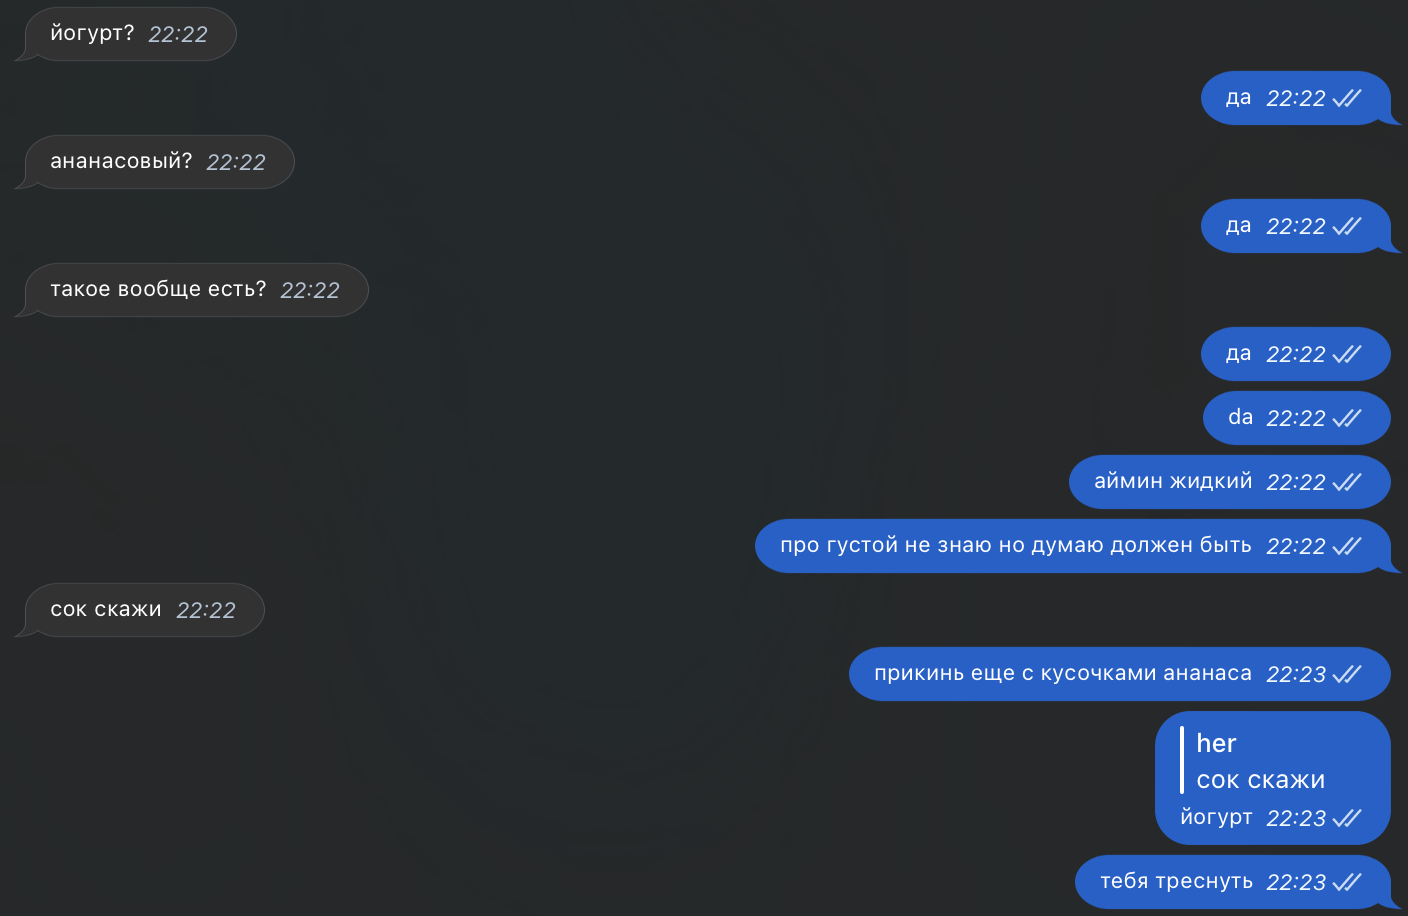 йогурт? 22:22
да 22:22
ананасовый? 22:22
да 22:22
такое вообще есть? 22:22
да 22:22
da 22:22
аймин жидкий 22:22
про густой не знаю но думаю должен быть 22:22
сок скажи 22:22
прикинь еще с кусочками ананаса 22:23
her
сок скажи
йогурт 22:23
тебя треснуть 22:23